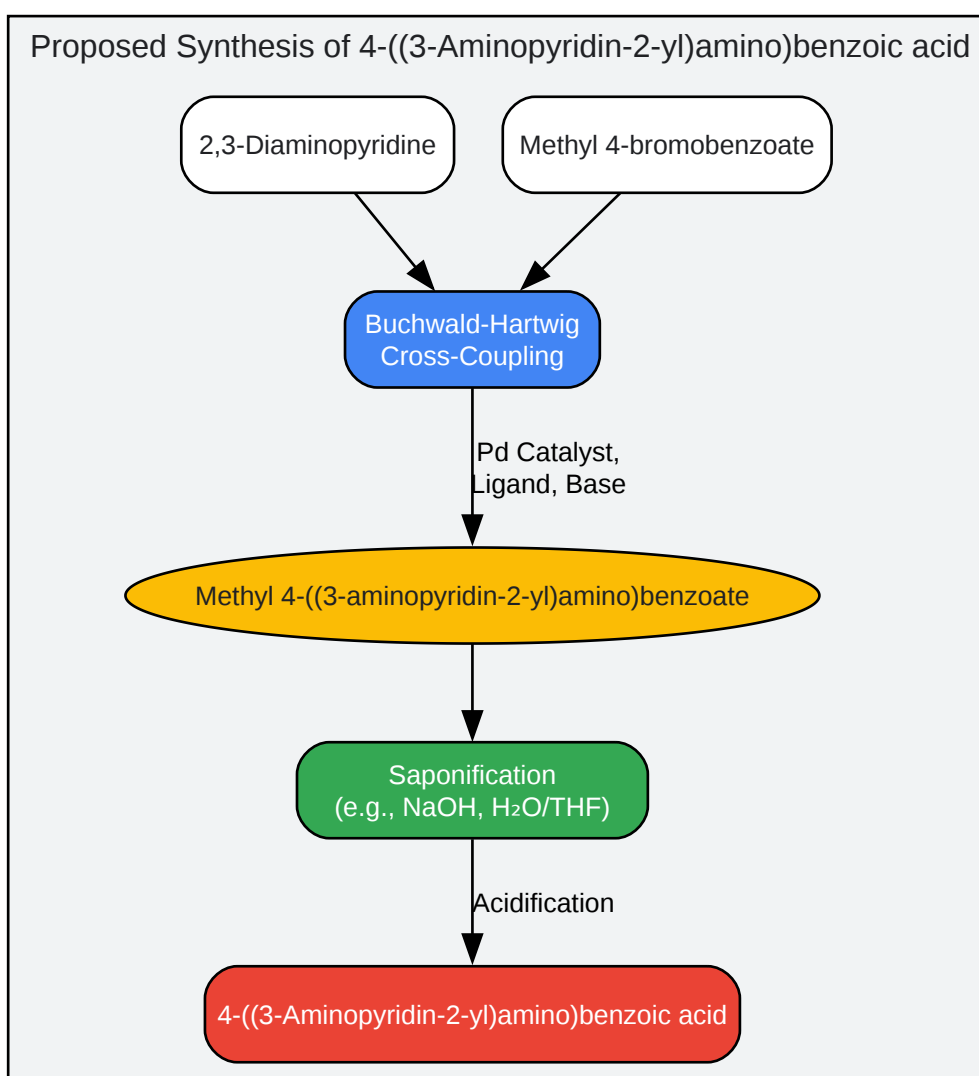 Proposed Synthesis of 4-((3-Aminopyridin-2-yl)amino)benzoic acid
2,3-Diaminopyridine
Methyl 4-bromobenzoate
Buchwald-Hartwig
Cross-Coupling
Pd Catalyst,
Ligand, Base
Methyl 4-((3-aminopyridin-2-yl)amino)benzoate
Saponification
(e.g., NaOH, H₂O/THF)
Acidification
4-((3-Aminopyridin-2-yl)amino)benzoic acid